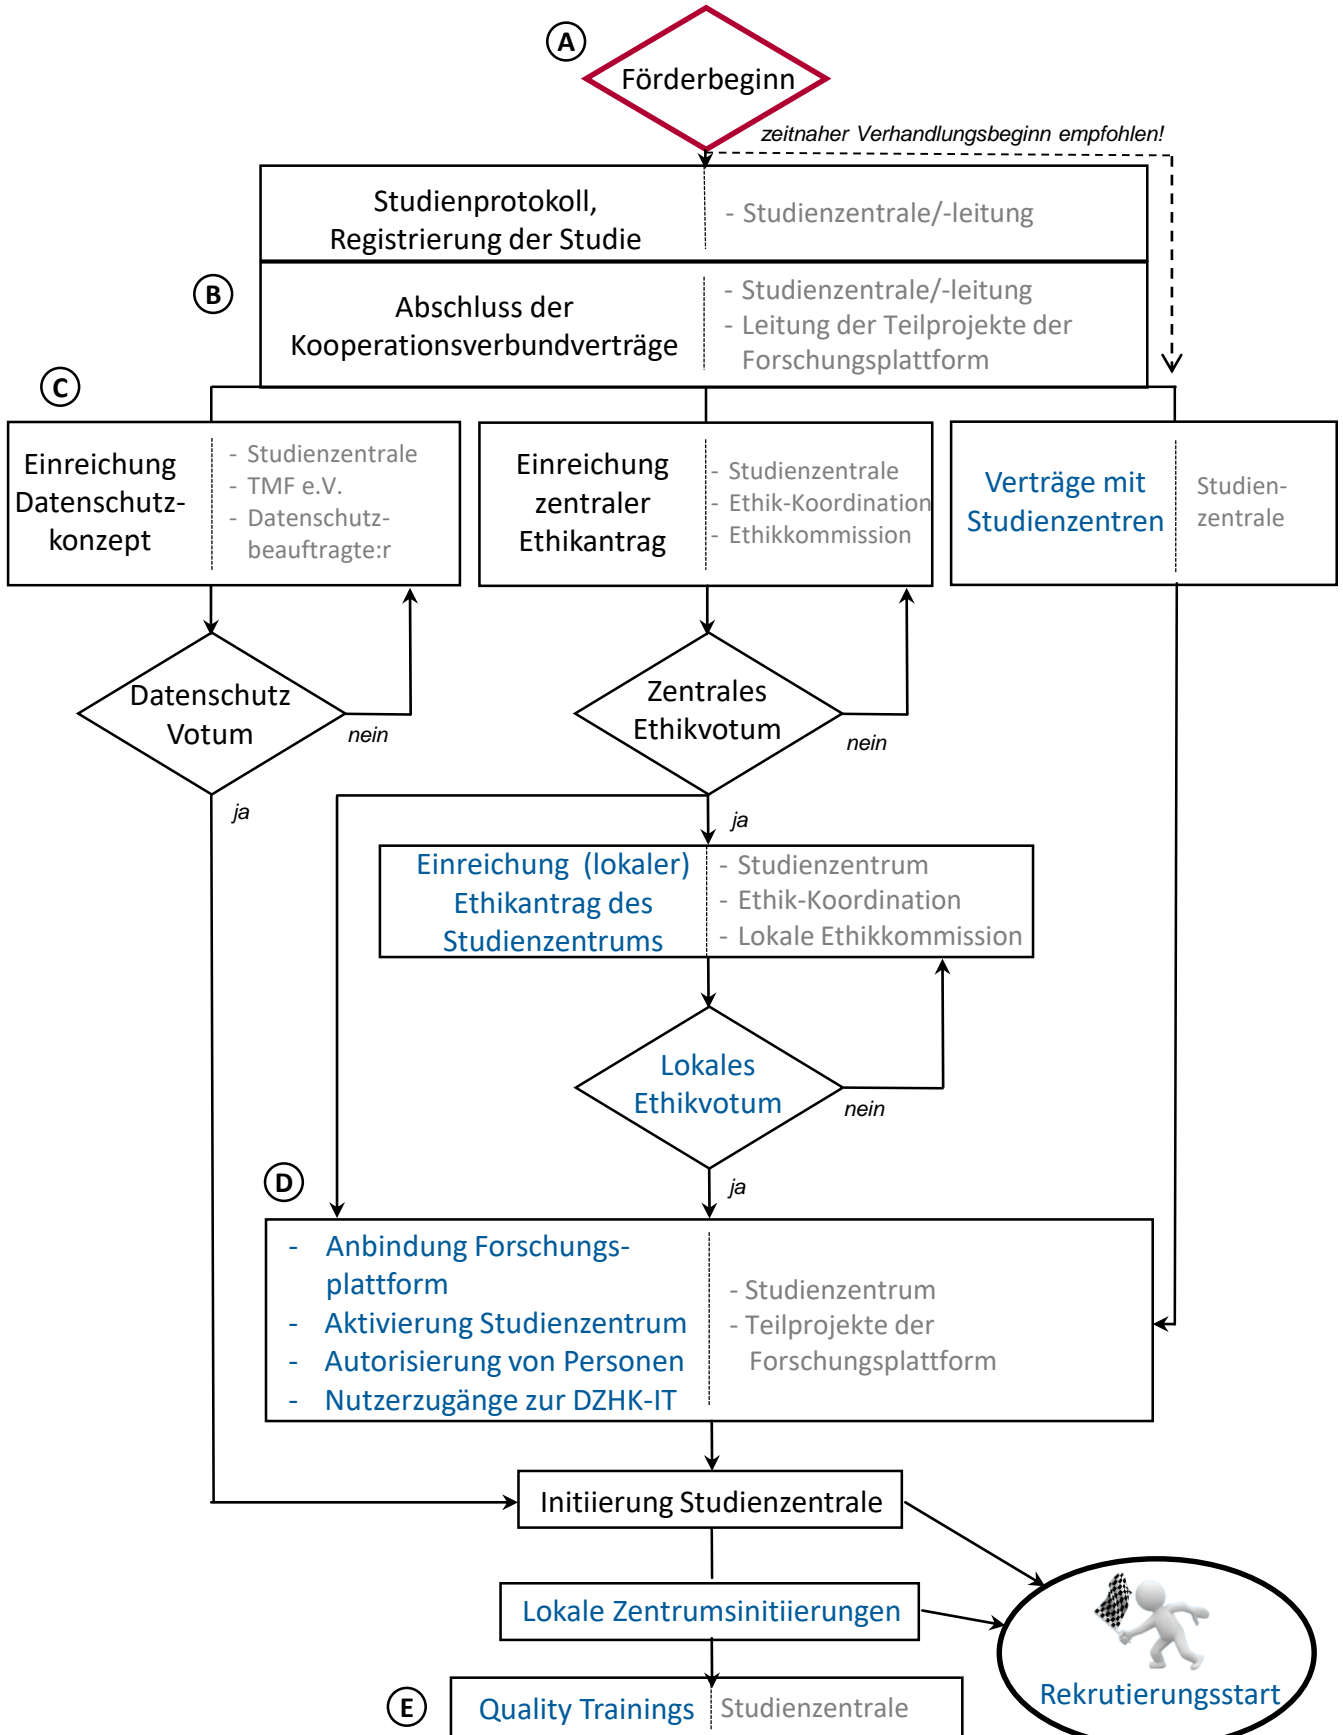 A
Förderbeginn
zeitnaher Verhandlungsbeginn empfohlen!
Studienprotokoll,
Registrierung der Studie
- Studienzentrale/-leitung
B
Abschluss der
Kooperationsverbundverträge
- Studienzentrale/-leitung
- Leitung der Teilprojekte der
Forschungsplattform
C
Einreichung
Datenschutz-
konzept
- Studienzentrale
- TMF e.V.
- Datenschutz-
beauftragte:r
Einreichung
zentraler
Ethikantrag
- Studienzentrale
- Ethik-Koordination
- Ethikkommission
Verträge mit
Studienzentren
Studien-
zentrale
Datenschutz
Votum
nein
ja
Zentrales
Ethikvotum
nein
ja
Einreichung (lokaler)
Ethikantrag des
Studienzentrums
- Studienzentrum
- Ethik-Koordination
- Lokale Ethikkommission
Lokales
Ethikvotum
nein
ja
D
- Anbindung Forschungs-
plattform
- Aktivierung Studienzentrum
- Autorisierung von Personen
- Nutzerzugänge zur DZHK-IT
- Studienzentrum
- Teilprojekte der
Forschungsplattform
Initiierung Studienzentrale
Lokale Zentrumsinitiierungen
Rekrutierungsstart
E
Quality Trainings
Studienzentrale